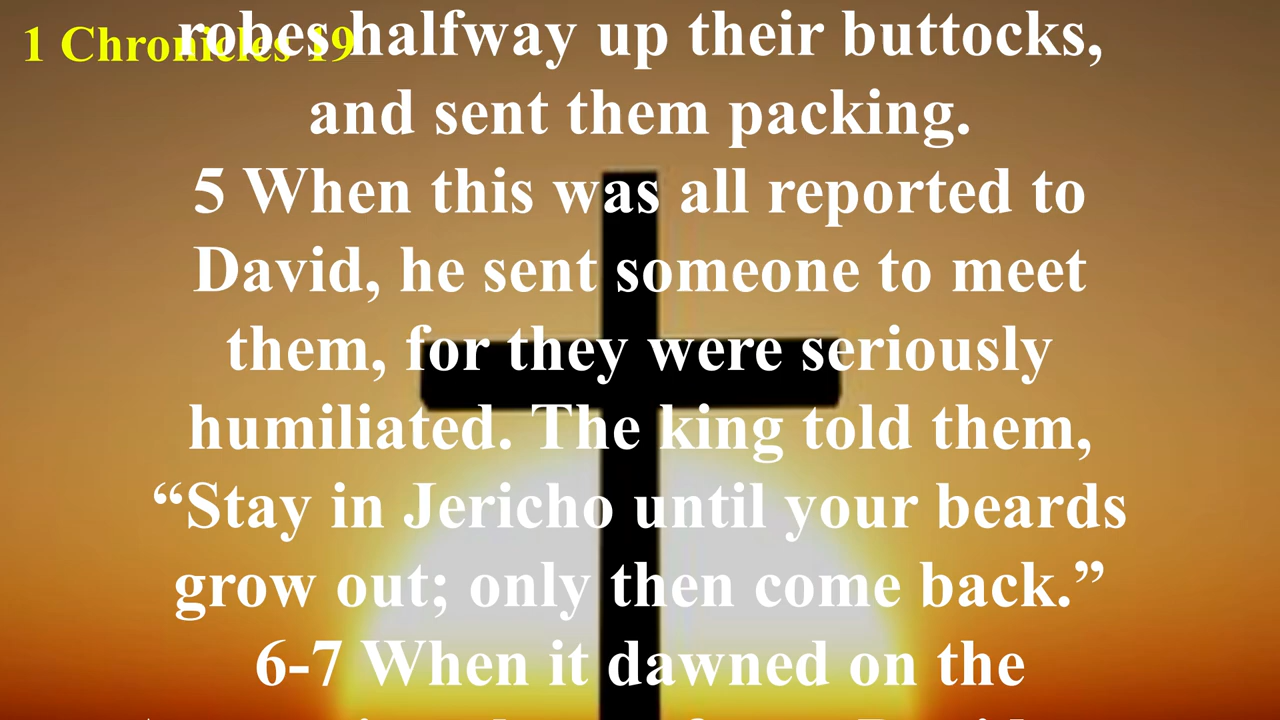 1 Chronicles 19
robes halfway up their buttocks,
and sent them packing.
5 When this was all reported to
David, he sent someone to meet
them, for they were seriously
humiliated. The king told them,
“Stay in Jericho until your beards
grow out; only then come back.”
6-7 When it dawned on the